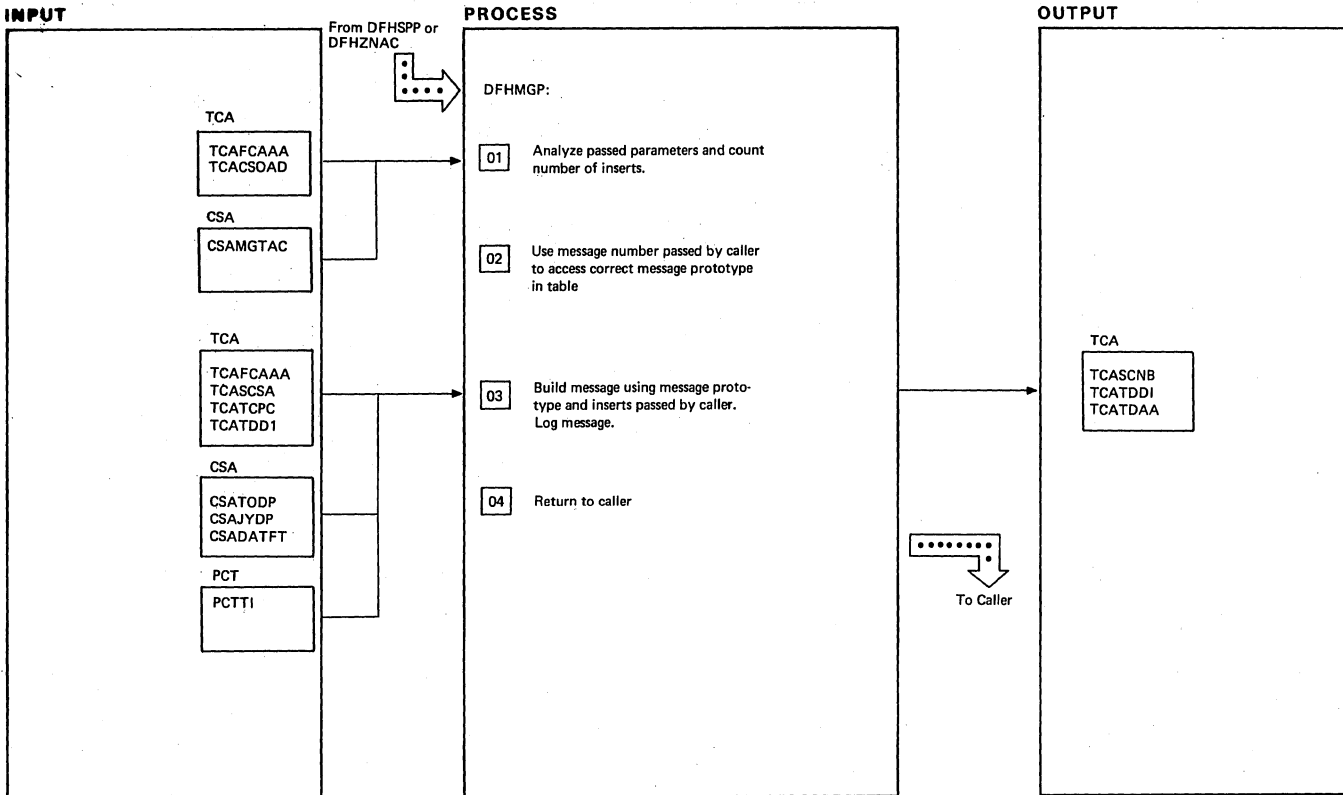 INPUT
From DFHSPP or
DFHZNAC
TCA
TCAFCAAA
TCACSOAD
CSA
CSAMGTAC
TCA
TCAFCAAA
TCASCSA
TCATCPC
TCATDD1
CSA
CSATODP
CSAJYDP
CSADATFT
PCT
PCTTI
PROCESS
DFHMGP:
01 Analyze passed parameters and count
number of inserts.
02 Use message number passed by caller
to access correct message prototype
in table
03 Build message using message proto-
type and inserts passed by caller.
Log message.
04 Return to caller
To Caller
OUTPUT
TCA
TCASCNB
TCATDDI
TCATDAA